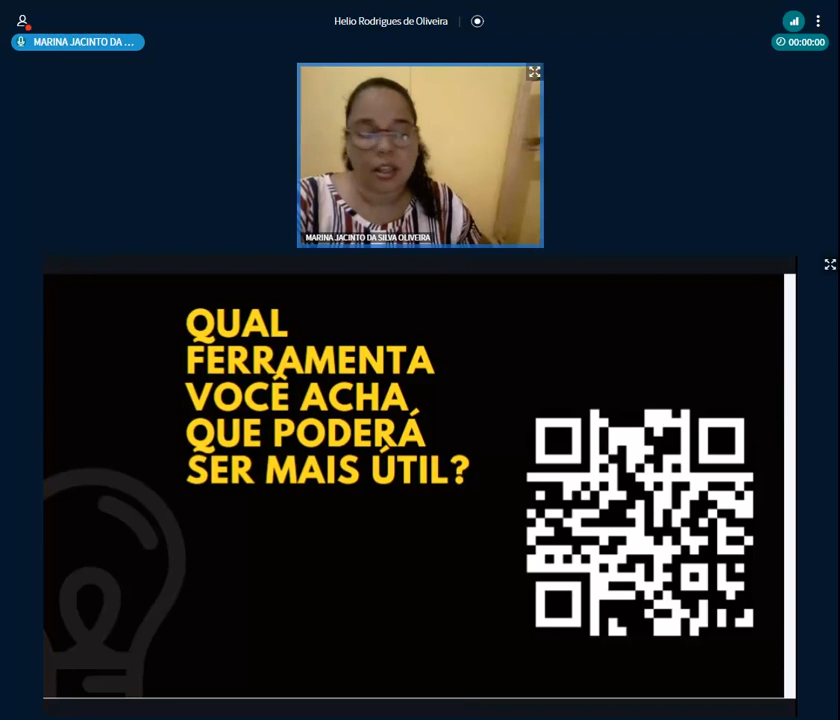 Helio Rodrigues de Oliveira
MARINA JACINTO DA ...
00:00:00
MARINA JACINTO DA SILVA OLIVEIRA
QUAL
FERRAMENTA
VOCÊ ACHA
QUE PODERÁ
SER MAIS ÚTIL?